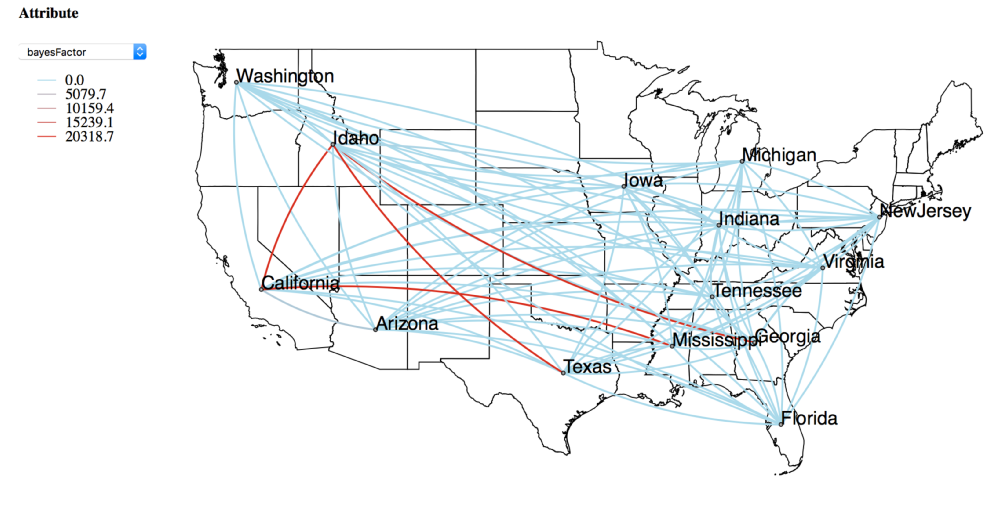 Attribute
bayesFactor
0.0
5079.7
10159.4
15239.1
20318.7
Washington
Idaho
Michigan
Iowa
NewJersey
Indiana
Virginia
California
Tennessee
Arizona
Mississippi
Georgia
Texas
Florida